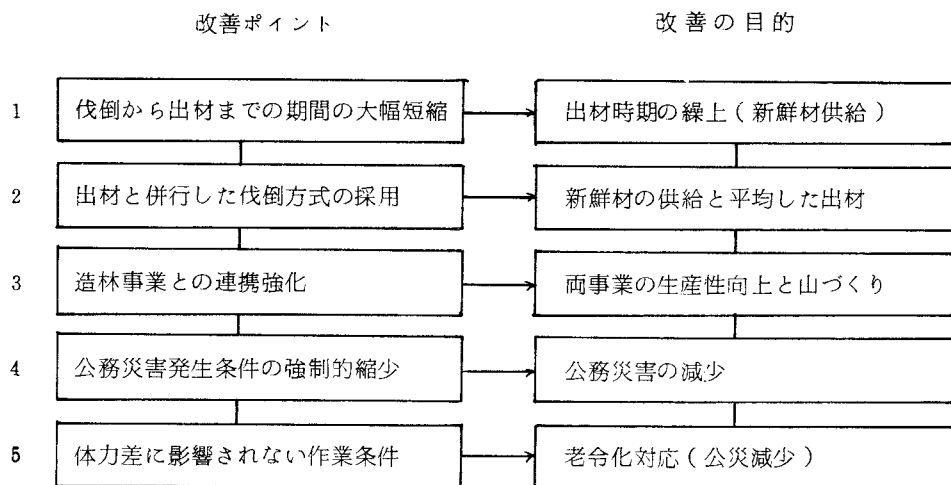 改善ポイント 改善の目的
1 伐倒から出材までの期間の大幅短縮 出材時期の繰上(新鮮材供給)
2 出材と併行した伐倒方式の採用 新鮮材の供給と平均した出材
3 造林事業との連携強化 両事業の生産性向上と山づくり
4 公務災害発生条件の強制的縮少 公務災害の減少
5 体力差に影響されない作業条件 老令化対応(公災減少)